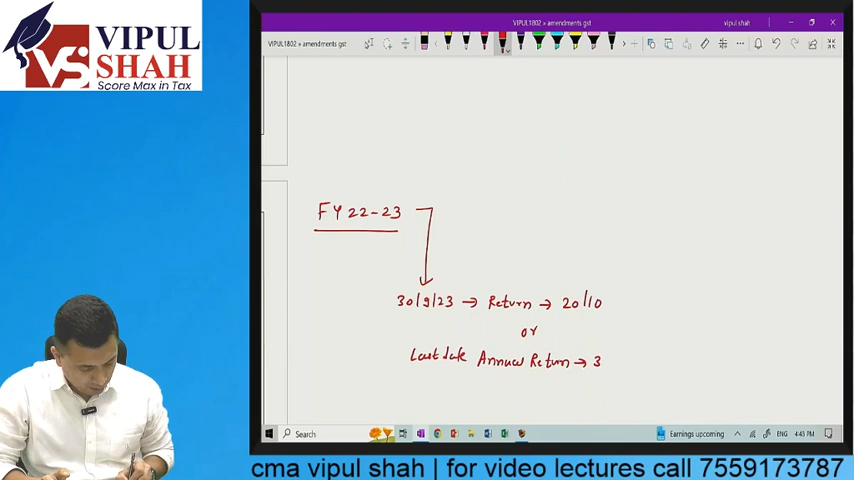 VIPUL
SHAH
VS
Score Max in Tax
VIPUL1802 » amendments gst
vipul shah
VIPUL1802 » amendments gst
FY 22-23
30/9/23 → Return → 20/10
or
Last date Annual Return → 3
Search
Earnings upcoming
ENG
4:43 PM
cma vipul shah | for video lectures call 7559173787